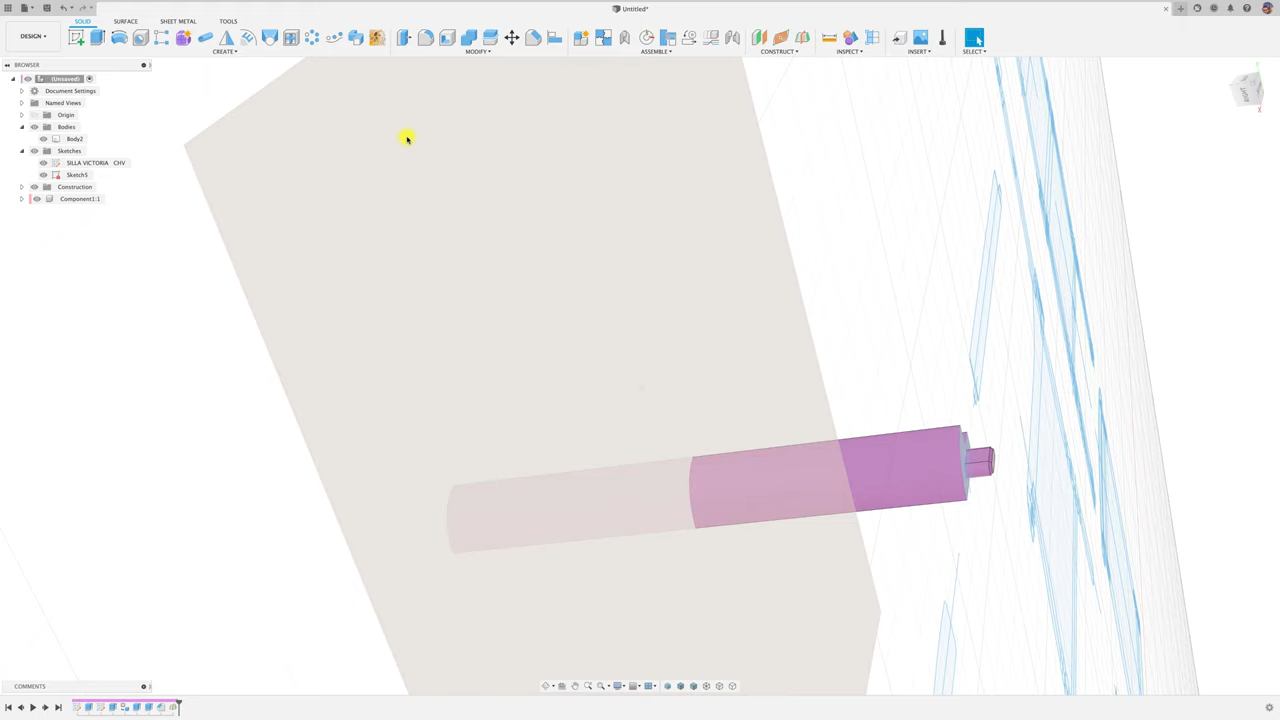 Untitled*
SOLID SURFACE SHEET METAL TOOLS
DESIGN▾
CREATE▾ MODIFY▾ ASSEMBLE▾ CONSTRUCT▾ INSPECT▾ INSERT▾ SELECT▾
BROWSER
(Unsaved)
Document Settings
Named Views
Origin
Bodies
Body2
Sketches
SILLA VICTORIA CHV
Sketch5
Construction
Component1:1
RIGHT
COMMENTS